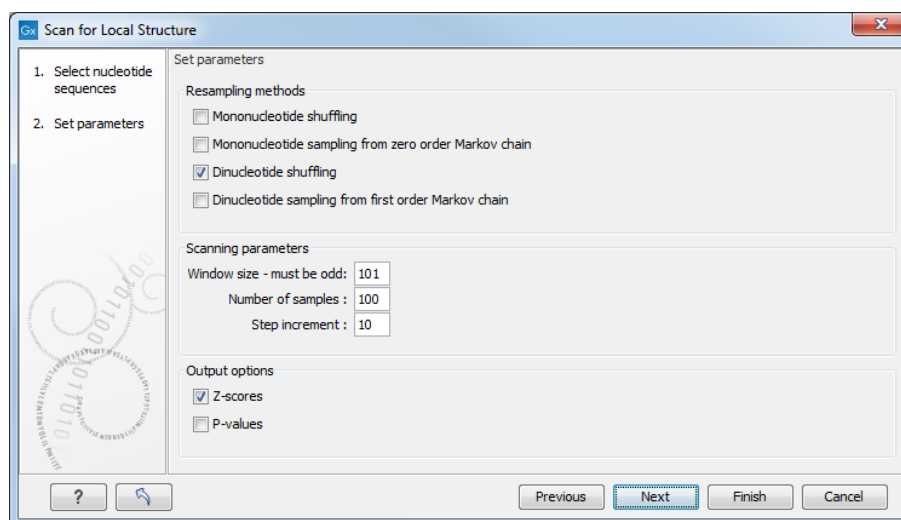 Gx Scan for Local Structure
1. Select nucleotide
sequences
2. Set parameters
Set parameters
Resampling methods
Mononucleotide shuffling
Mononucleotide sampling from zero order Markov chain
Dinucleotide shuffling
Dinucleotide sampling from first order Markov chain
Scanning parameters
Window size - must be odd: 101
Number of samples : 100
Step increment : 10
Output options
Z-scores
P-values
? Previous Next Finish Cancel